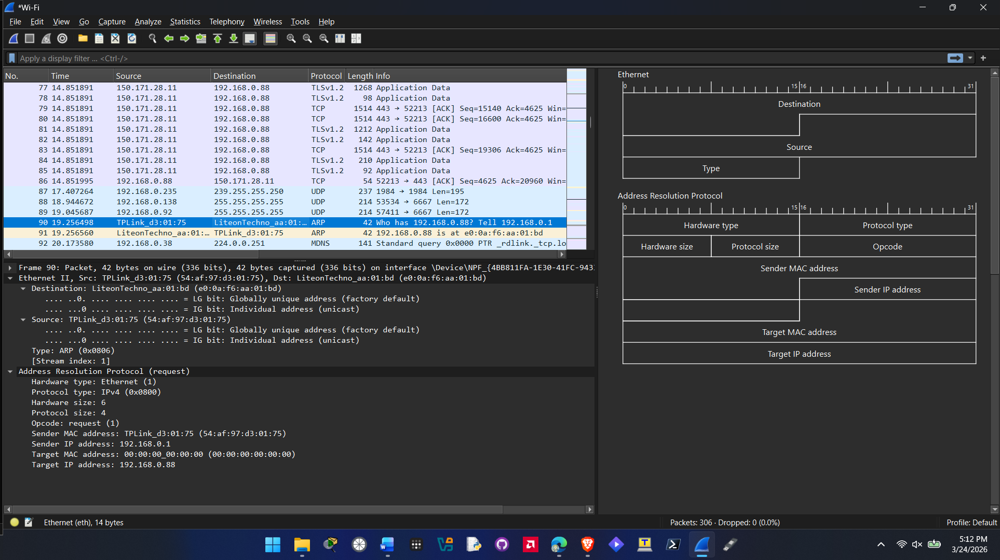 *Wi-Fi
File Edit View Go Capture Analyze Statistics Telephony Wireless Tools Help
Apply a display filter ... <Ctrl-/>
No. Time Source Destination Protocol Length Info
77 14.851891 150.171.28.11 192.168.0.88 TLSv1.2 1268 Application Data
78 14.851891 150.171.28.11 192.168.0.88 TLSv1.2 98 Application Data
79 14.851891 150.171.28.11 192.168.0.88 TCP 1514 443 → 52213 [ACK] Seq=15140 Ack=4625 Win=
80 14.851891 150.171.28.11 192.168.0.88 TCP 1514 443 → 52213 [ACK] Seq=16600 Ack=4625 Win=
81 14.851891 150.171.28.11 192.168.0.88 TLSv1.2 1212 Application Data
82 14.851891 150.171.28.11 192.168.0.88 TLSv1.2 142 Application Data
83 14.851891 150.171.28.11 192.168.0.88 TCP 1514 443 → 52213 [ACK] Seq=19306 Ack=4625 Win=
84 14.851891 150.171.28.11 192.168.0.88 TLSv1.2 210 Application Data
85 14.851891 150.171.28.11 192.168.0.88 TLSv1.2 92 Application Data
86 14.851995 192.168.0.88 150.171.28.11 TCP 54 52213 → 443 [ACK] Seq=4625 Ack=20960 Win=
87 17.407264 192.168.0.235 239.255.255.250 UDP 237 1984 → 1984 Len=195
88 18.944672 192.168.0.138 255.255.255.255 UDP 214 53534 → 6667 Len=172
89 19.045687 192.168.0.92 255.255.255.255 UDP 214 57411 → 6667 Len=172
90 19.256498 TPLink_d3:01:75 LiteonTechno_aa:01:… ARP 42 Who has 192.168.0.88? Tell 192.168.0.1
91 19.256560 LiteonTechno_aa:01:… TPLink_d3:01:75 ARP 42 192.168.0.88 is at e0:0a:f6:aa:01:bd
92 20.173580 192.168.0.38 224.0.0.251 MDNS 141 Standard query 0x0000 PTR _rdlink._tcp.lo
Frame 90: Packet, 42 bytes on wire (336 bits), 42 bytes captured (336 bits) on interface \Device\NPF_{4BB811FA-1E30-41FC-943
Ethernet II, Src: TPLink_d3:01:75 (54:af:97:d3:01:75), Dst: LiteonTechno_aa:01:bd (e0:0a:f6:aa:01:bd)
Destination: LiteonTechno_aa:01:bd (e0:0a:f6:aa:01:bd)
.... ..0. .... .... .... .... = LG bit: Globally unique address (factory default)
.... ...0 .... .... .... .... = IG bit: Individual address (unicast)
Source: TPLink_d3:01:75 (54:af:97:d3:01:75)
.... ..0. .... .... .... .... = LG bit: Globally unique address (factory default)
.... ...0 .... .... .... .... = IG bit: Individual address (unicast)
Type: ARP (0x0806)
[Stream index: 1]
Address Resolution Protocol (request)
Hardware type: Ethernet (1)
Protocol type: IPv4 (0x0800)
Hardware size: 6
Protocol size: 4
Opcode: request (1)
Sender MAC address: TPLink_d3:01:75 (54:af:97:d3:01:75)
Sender IP address: 192.168.0.1
Target MAC address: 00:00:00_00:00:00 (00:00:00:00:00:00)
Target IP address: 192.168.0.88
Ethernet
0 15 16 31
Destination
Source
Type
Address Resolution Protocol
0 15 16 31
Hardware type Protocol type
Hardware size Protocol size Opcode
Sender MAC address
Sender IP address
Target MAC address
Target IP address
Ethernet (eth), 14 bytes
Packets: 306 · Dropped: 0 (0.0%)
Profile: Default
5:12 PM
3/24/2026